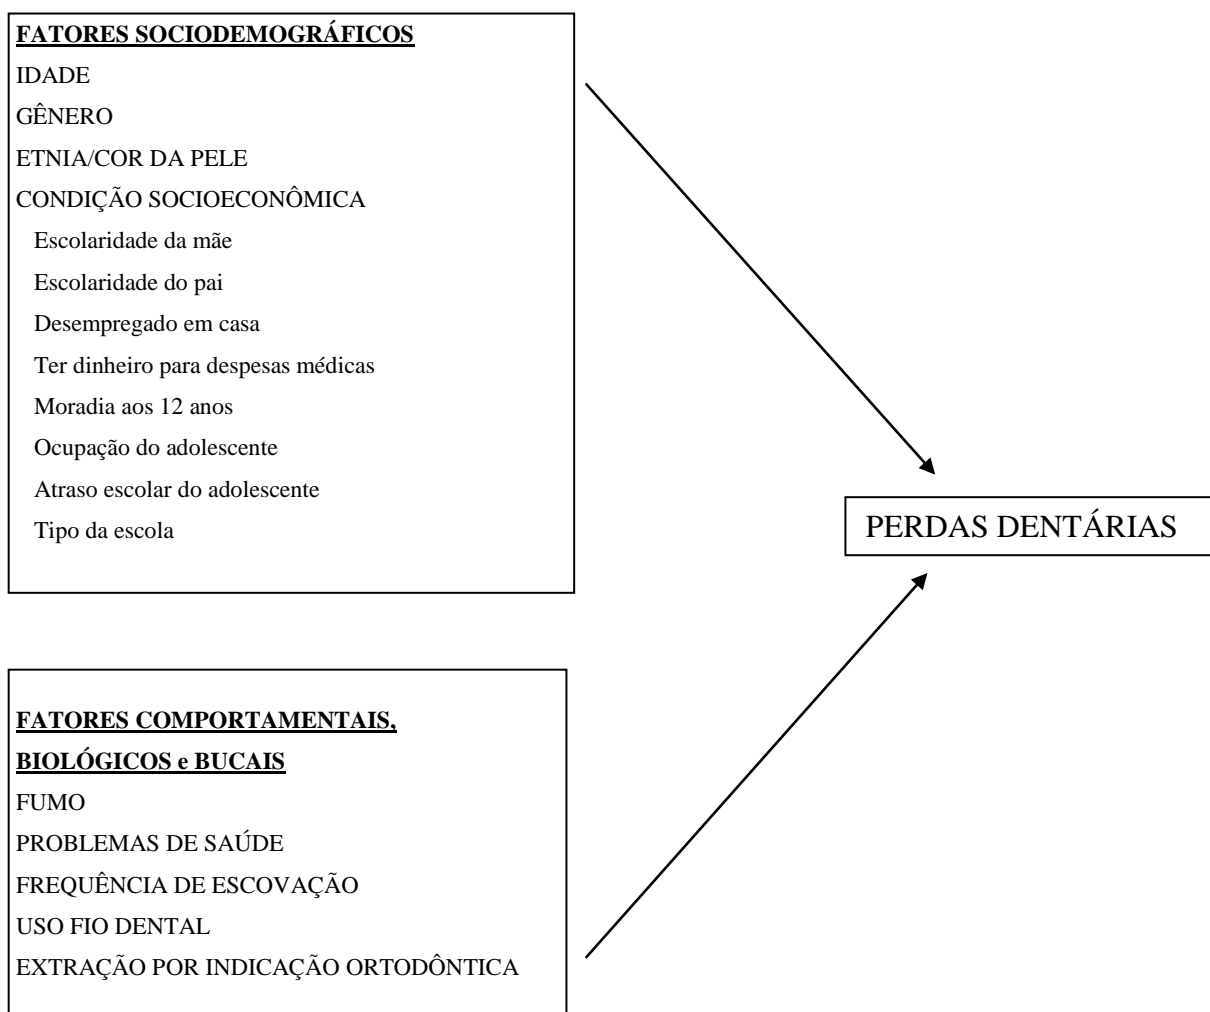 FATORES SOCIODEMOGRÁFICOS
IDADE
GÊNERO
ETNIA/COR DA PELE
CONDIÇÃO SOCIOECONÔMICA
Escolaridade da mãe
Escolaridade do pai
Desempregado em casa
Ter dinheiro para despesas médicas
Moradia aos 12 anos
Ocupação do adolescente
Atraso escolar do adolescente
Tipo da escola
PERDAS DENTÁRIAS
FATORES COMPORTAMENTAIS,
BIOLÓGICOS e BUCAIS
FUMO
PROBLEMAS DE SAÚDE
FREQUÊNCIA DE ESCOVAÇÃO
USO FIO DENTAL
EXTRAÇÃO POR INDICAÇÃO ORTODÔNTICA